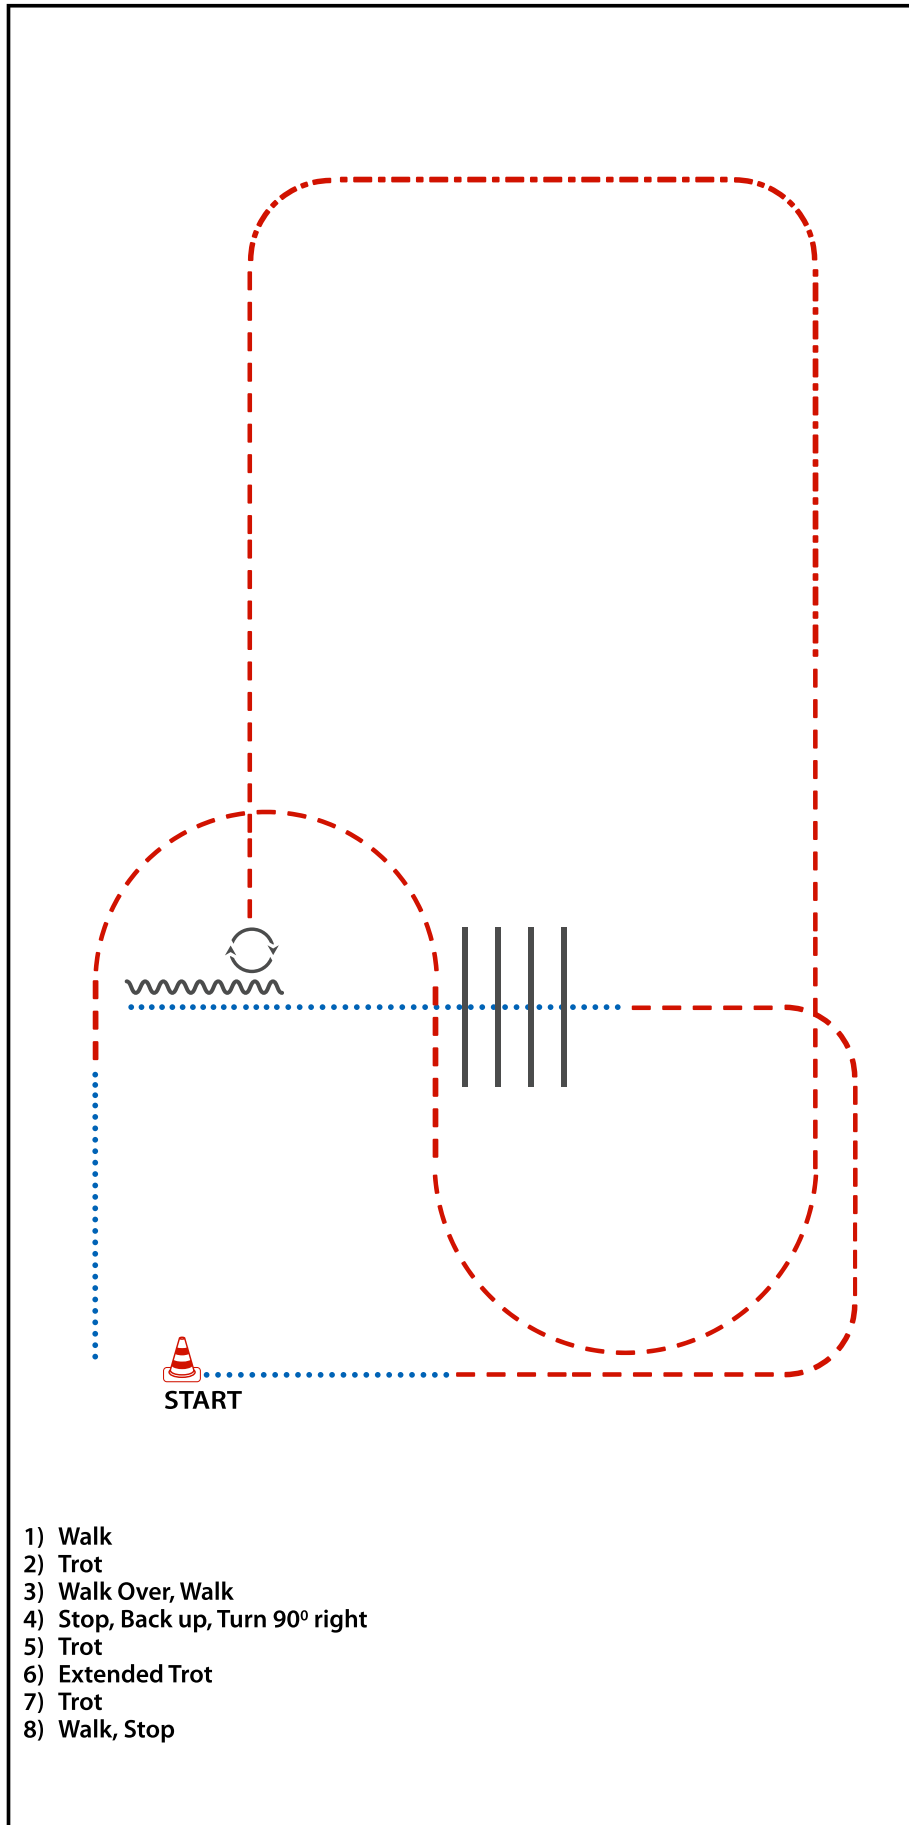 START
1) Walk
2) Trot
3) Walk Over, Walk
4) Stop, Back up, Turn 90⁰ right
5) Trot
6) Extended Trot
7) Trot
8) Walk, Stop